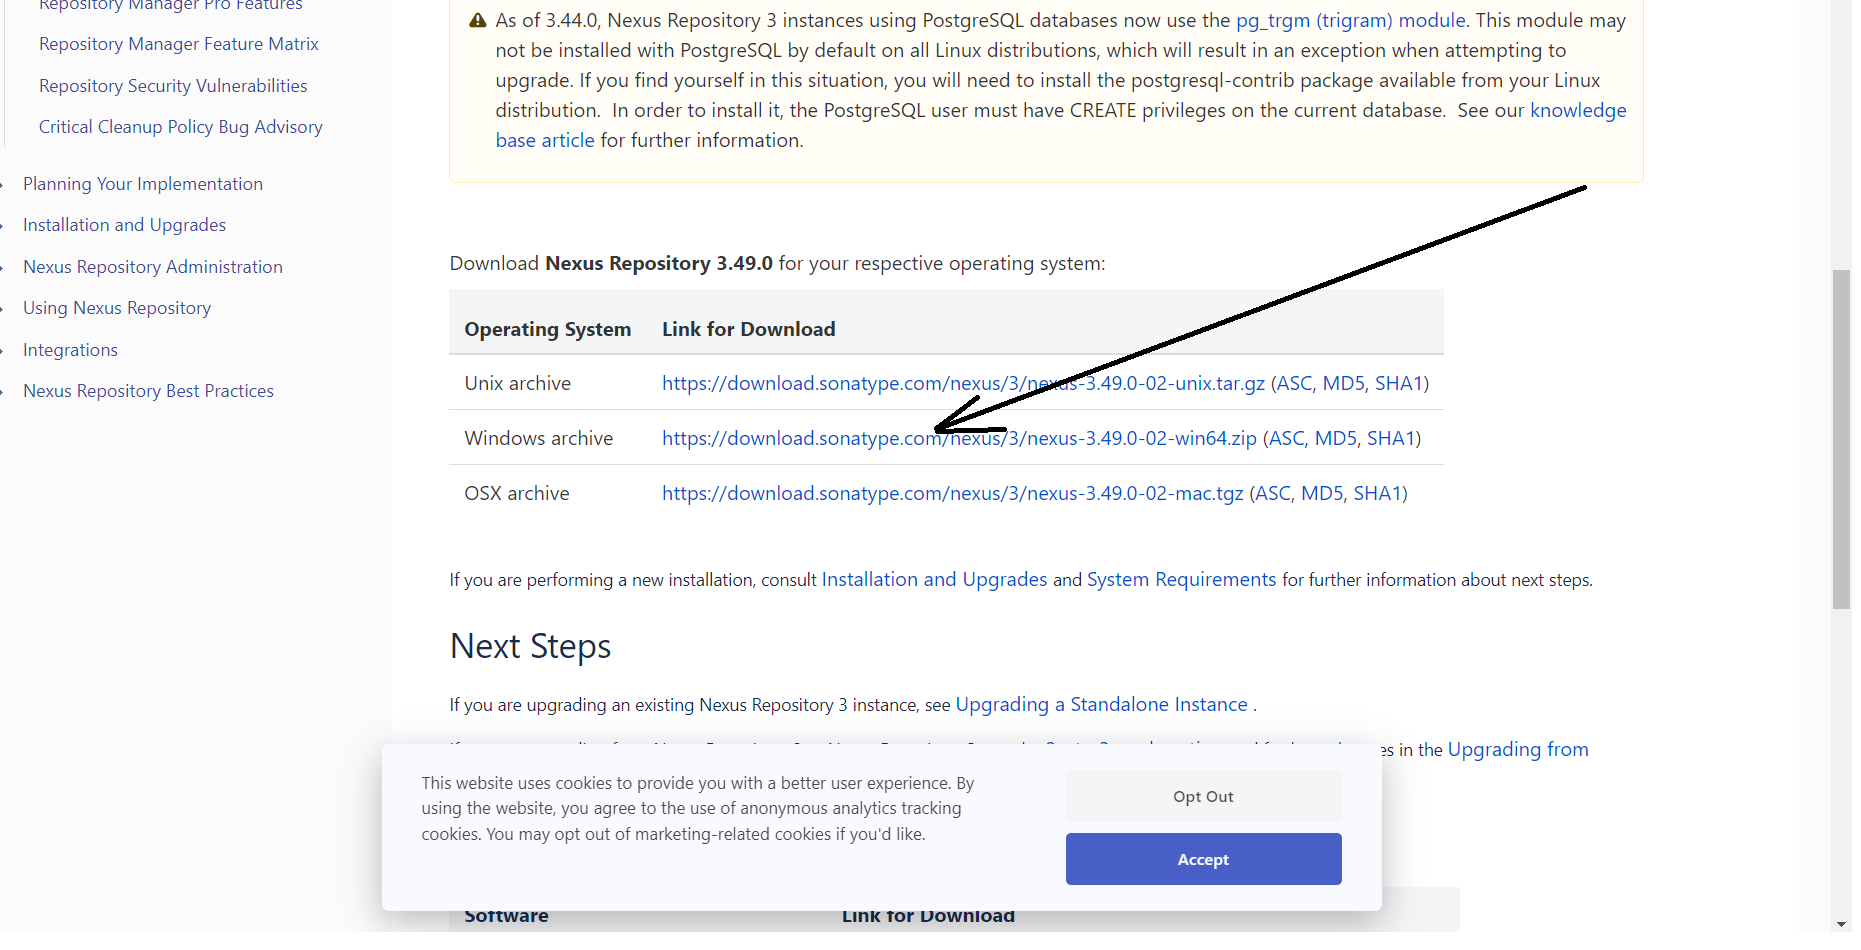 Repository Manager Pro Features
Repository Manager Feature Matrix
Repository Security Vulnerabilities
Critical Cleanup Policy Bug Advisory
Planning Your Implementation
Installation and Upgrades
Nexus Repository Administration
Using Nexus Repository
Integrations
Nexus Repository Best Practices
As of 3.44.0, Nexus Repository 3 instances using PostgreSQL databases now use the pg_trgm (trigram) module. This module may
not be installed with PostgreSQL by default on all Linux distributions, which will result in an exception when attempting to
upgrade. If you find yourself in this situation, you will need to install the postgresql-contrib package available from your Linux
distribution.  In order to install it, the PostgreSQL user must have CREATE privileges on the current database.  See our knowledge
base article for further information.
Download Nexus Repository 3.49.0 for your respective operating system:
Operating System Link for Download
Unix archive https://download.sonatype.com/nexus/3/nexus-3.49.0-02-unix.tar.gz (ASC, MD5, SHA1)
Windows archive https://download.sonatype.com/nexus/3/nexus-3.49.0-02-win64.zip (ASC, MD5, SHA1)
OSX archive https://download.sonatype.com/nexus/3/nexus-3.49.0-02-mac.tgz (ASC, MD5, SHA1)
If you are performing a new installation, consult Installation and Upgrades and System Requirements for further information about next steps.
Next Steps
If you are upgrading an existing Nexus Repository 3 instance, see Upgrading a Standalone Instance .
in the Upgrading from
This website uses cookies to provide you with a better user experience. By
using the website, you agree to the use of anonymous analytics tracking
cookies. You may opt out of marketing-related cookies if you'd like.
Opt Out
Accept
Software Link for Download